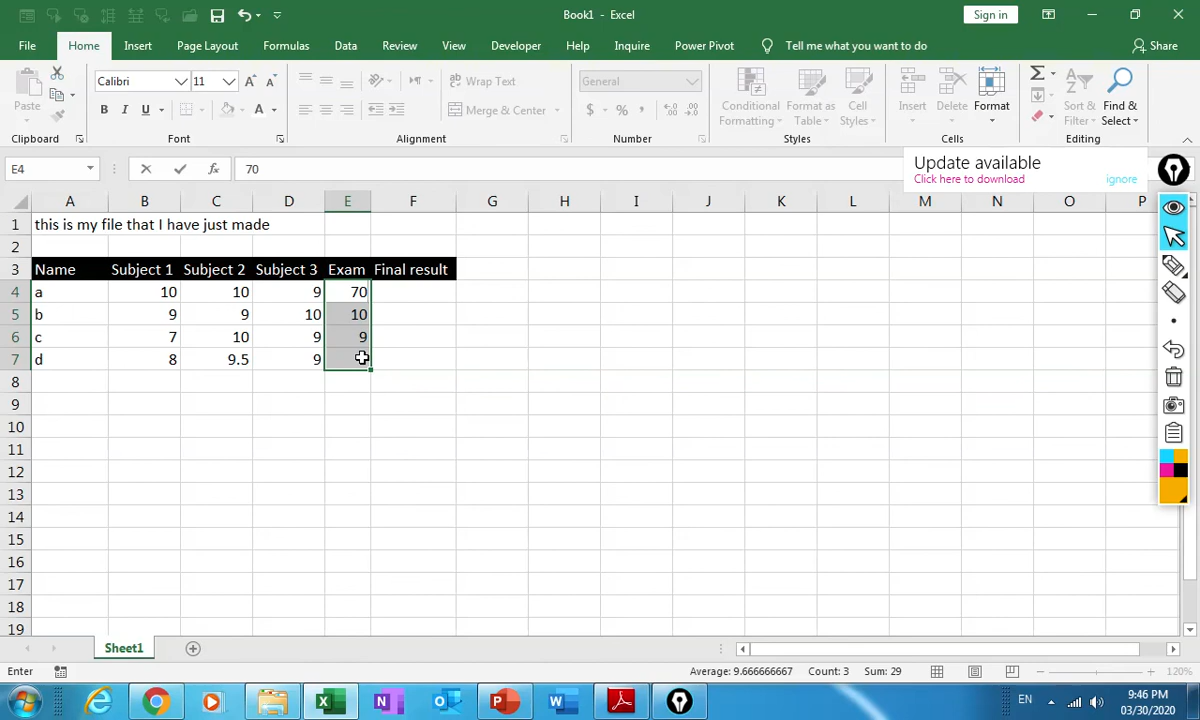 Book1 - Excel
Sign in
File Home Insert Page Layout Formulas Data Review View Developer Help Inquire Power Pivot Tell me what you want to do Share
Calibri 11 Wrap Text General
Paste B I U A Merge & Center $ % , Conditional Formatting Format as Table Cell Styles Insert Delete Format Sort & Filter Find & Select
Clipboard Font Alignment Number Styles Cells Editing
E4 fx 70
Update available
Click here to download ignore
A B C D E F G H I J K L M N O P
1 this is my file that I have just made
2
3 Name Subject 1 Subject 2 Subject 3 Exam Final result
4 a 10 10 9 70
5 b 9 9 10 10
6 c 7 10 9 9
7 d 8 9.5 9
8
9
10
11
12
13
14
15
16
17
18
19
Sheet1
Enter Average: 9.666666667 Count: 3 Sum: 29 120%
EN 9:46 PM
03/30/2020